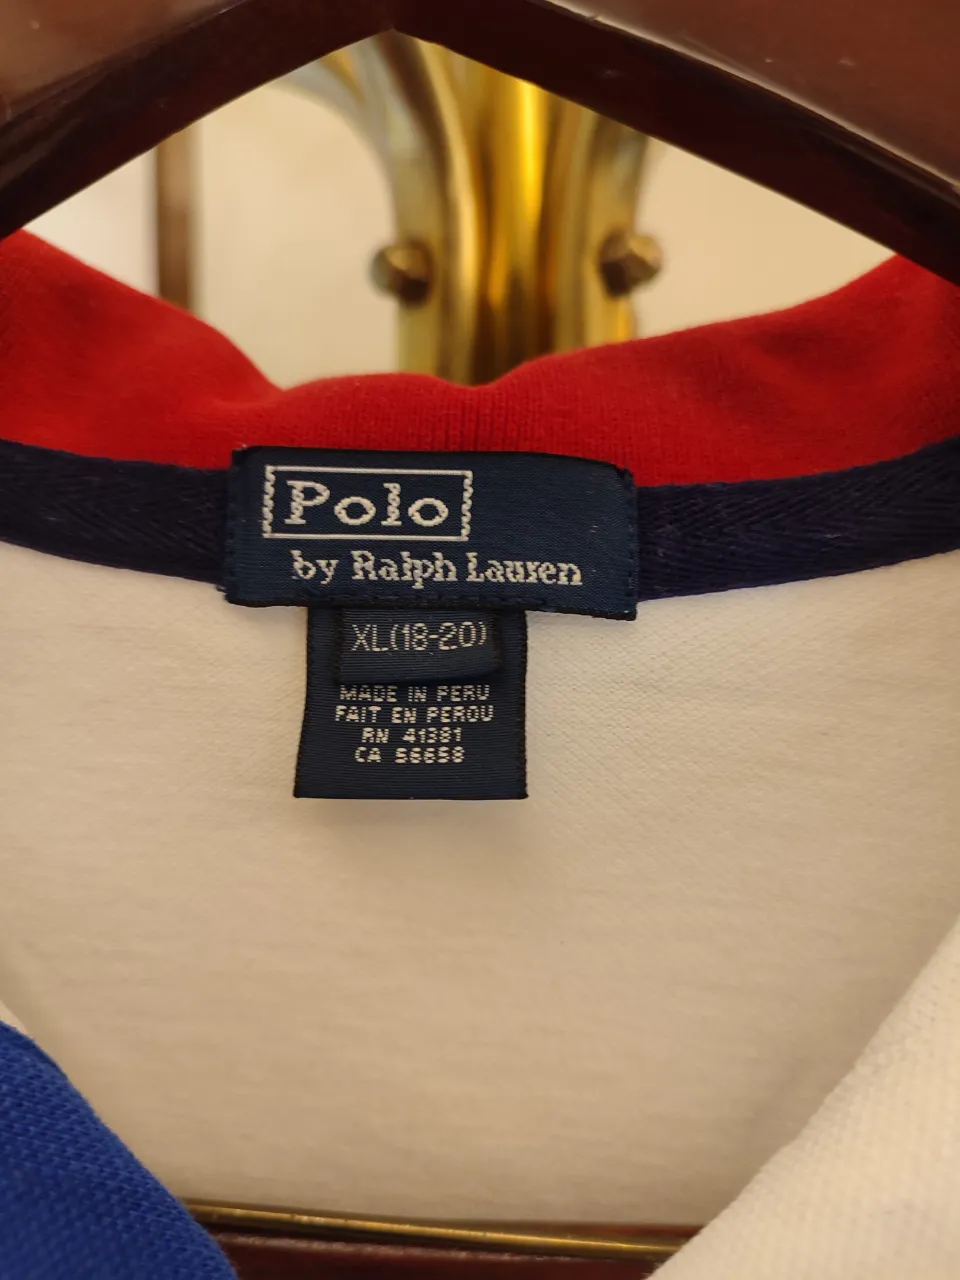 Polo
by Ralph Lauren
XL(18-20)
MADE IN PERU
FAIT EN PEROU
RN 41381
CA 56658